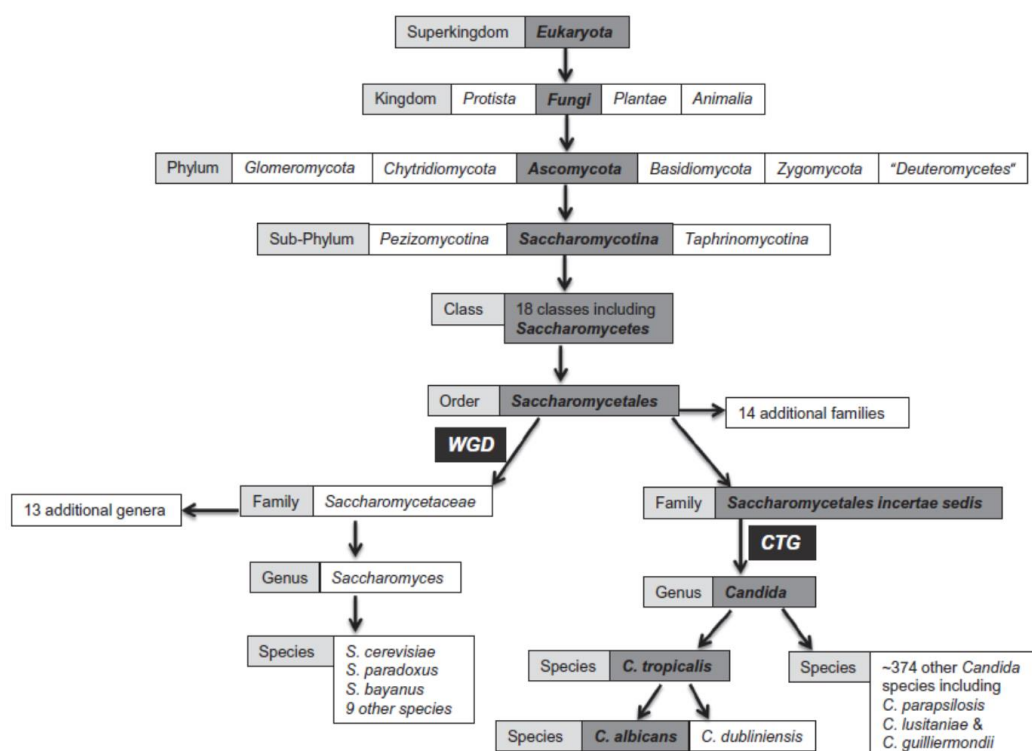 Superkingdom Eukaryota
Kingdom Protista Fungi Plantae Animalia
Phylum Glomeromycota Chytridiomycota Ascomycota Basidiomycota Zygomycota "Deuteromycetes"
Sub-Phylum Pezizomycotina Saccharomycotina Taphrinomycotina
Class 18 classes including
Saccharomycetes
Order Saccharomycetales
14 additional families
WGD
13 additional genera
Family Saccharomycetaceae
Family Saccharomycetales incertae sedis
CTG
Genus Saccharomyces
Genus Candida
Species S. cerevisiae
S. paradoxus
S. bayanus
9 other species
Species C. tropicalis
Species ~374 other Candida
species including
C. parapsilosis
C. lusitaniae &
C. guilliermondii
Species C. albicans C. dubliniensis